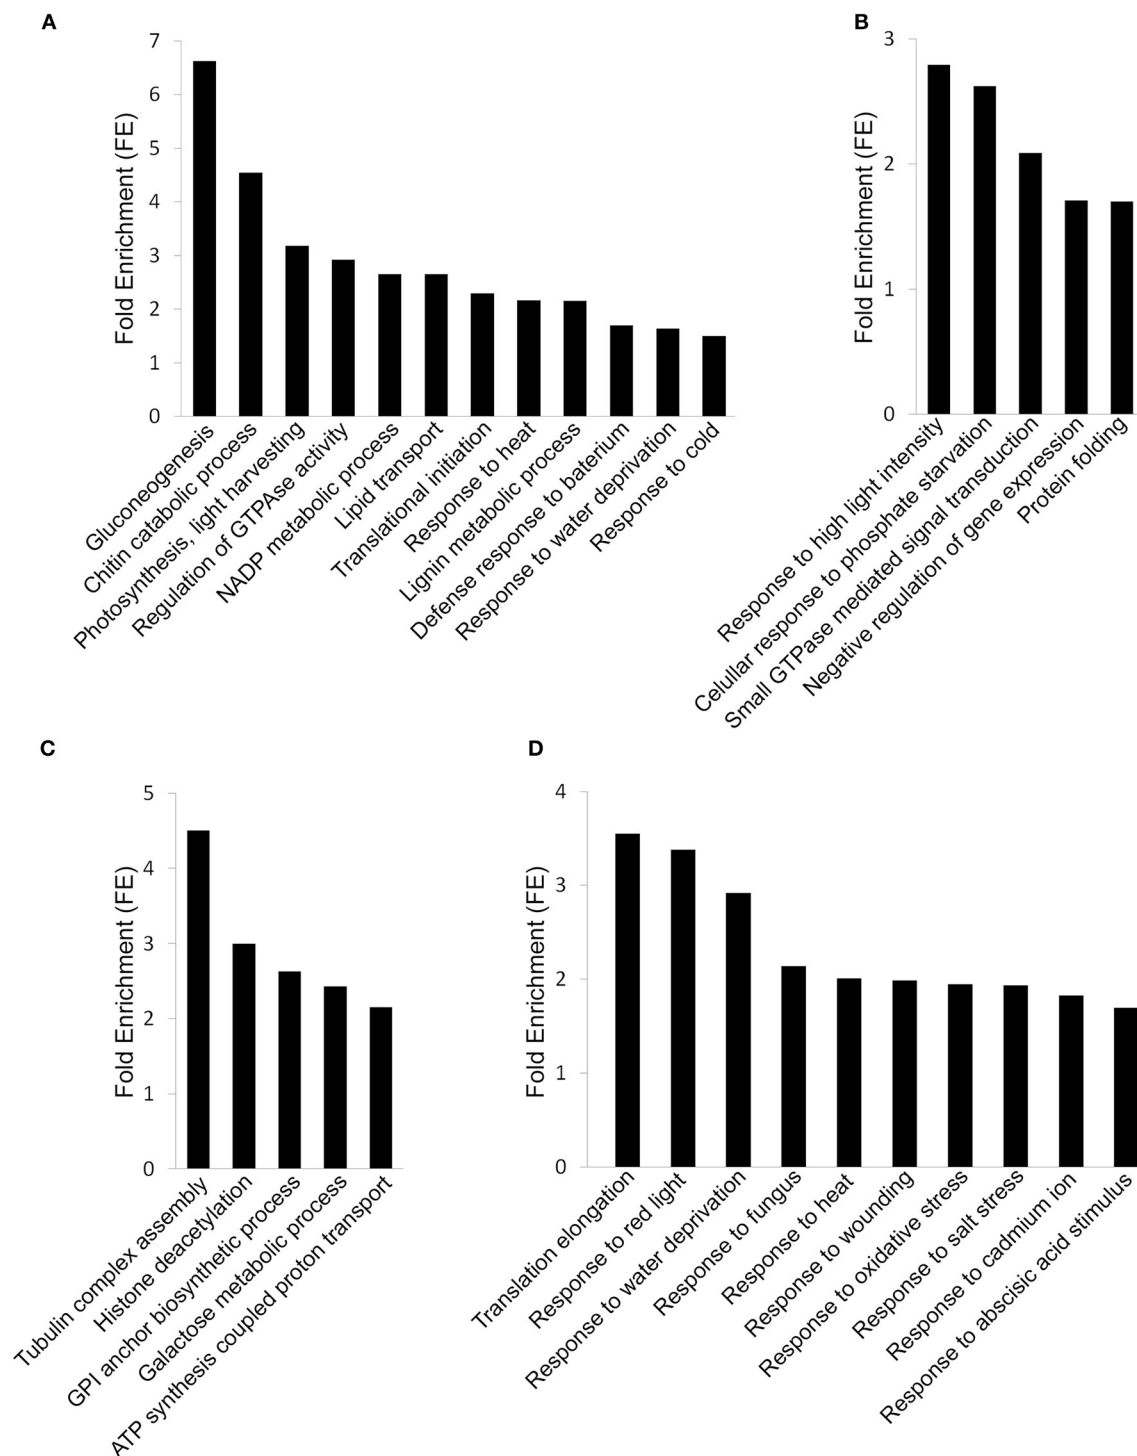 A
Fold Enrichment (FE)
7
6
5
4
3
2
1
0
Gluconeogenesis
Chitin catabolic process
Photosynthesis, light harvesting
Regulation of GTPAse activity
NADP metabolic process
Lipid transport
Translational initiation
Response to heat
Lignin metabolic process
Defense response to baterium
Response to water deprivation
Response to cold
B
Fold Enrichment (FE)
3
2
1
0
Response to high light intensity
Celullar response to phosphate starvation
Small GTPase mediated signal transduction
Negative regulation of gene expression
Protein folding
C
Fold Enrichment (FE)
5
4
3
2
1
0
Tubulin complex assembly
Histone deacetylation
GPI anchor biosynthetic process
Galactose metabolic process
ATP synthesis coupled proton transport
D
Fold Enrichment (FE)
4
3
2
1
0
Translation elongation
Response to red light
Response to water deprivation
Response to fungus
Response to heat
Response to wounding
Response to oxidative stress
Response to salt stress
Response to cadmium ion
Response to abscisic acid stimulus